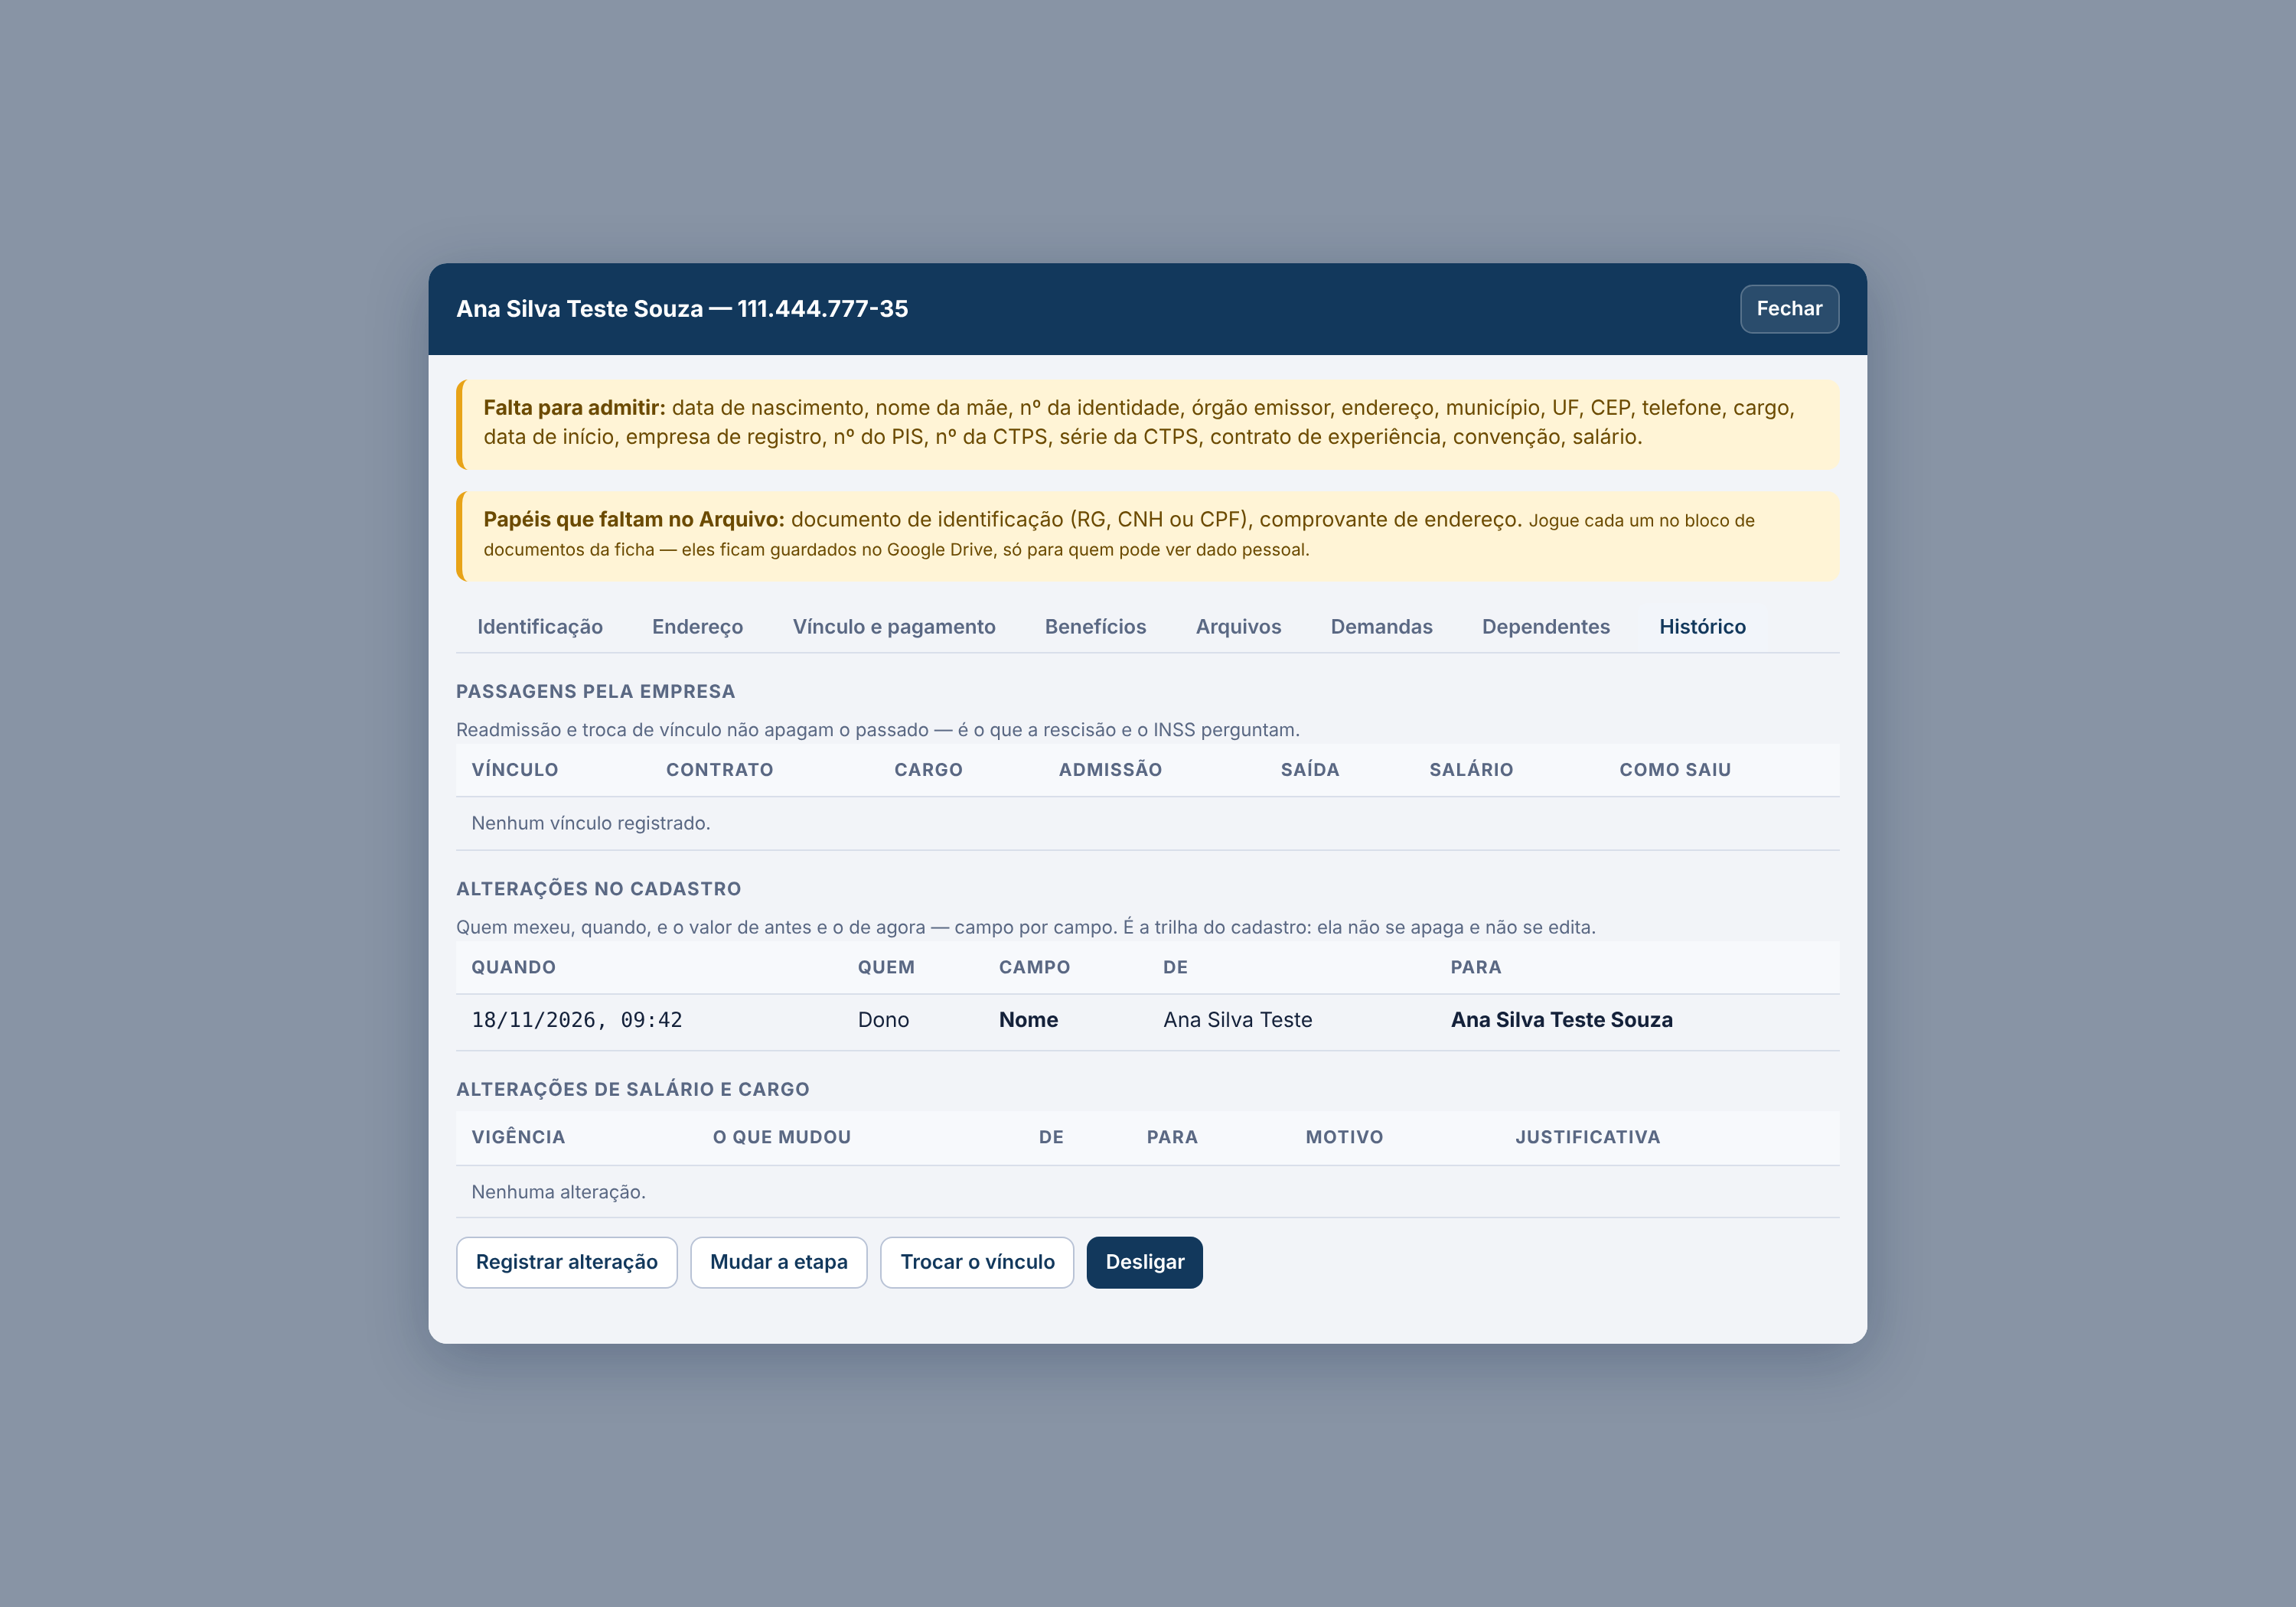 Ana Silva Teste Souza — 111.444.777-35
Fechar
Falta para admitir: data de nascimento, nome da mãe, nº da identidade, órgão emissor, endereço, município, UF, CEP, telefone, cargo,
data de início, empresa de registro, nº do PIS, nº da CTPS, série da CTPS, contrato de experiência, convenção, salário.
Papéis que faltam no Arquivo: documento de identificação (RG, CNH ou CPF), comprovante de endereço. Jogue cada um no bloco de
documentos da ficha — eles ficam guardados no Google Drive, só para quem pode ver dado pessoal.
Identificação Endereço Vínculo e pagamento Benefícios Arquivos Demandas Dependentes Histórico
PASSAGENS PELA EMPRESA
Readmissão e troca de vínculo não apagam o passado — é o que a rescisão e o INSS perguntam.
VÍNCULO CONTRATO CARGO ADMISSÃO SAÍDA SALÁRIO COMO SAIU
Nenhum vínculo registrado.
ALTERAÇÕES NO CADASTRO
Quem mexeu, quando, e o valor de antes e o de agora — campo por campo. É a trilha do cadastro: ela não se apaga e não se edita.
QUANDO QUEM CAMPO DE PARA
18/11/2026, 09:42 Dono Nome Ana Silva Teste Ana Silva Teste Souza
ALTERAÇÕES DE SALÁRIO E CARGO
VIGÊNCIA O QUE MUDOU DE PARA MOTIVO JUSTIFICATIVA
Nenhuma alteração.
Registrar alteração Mudar a etapa Trocar o vínculo Desligar